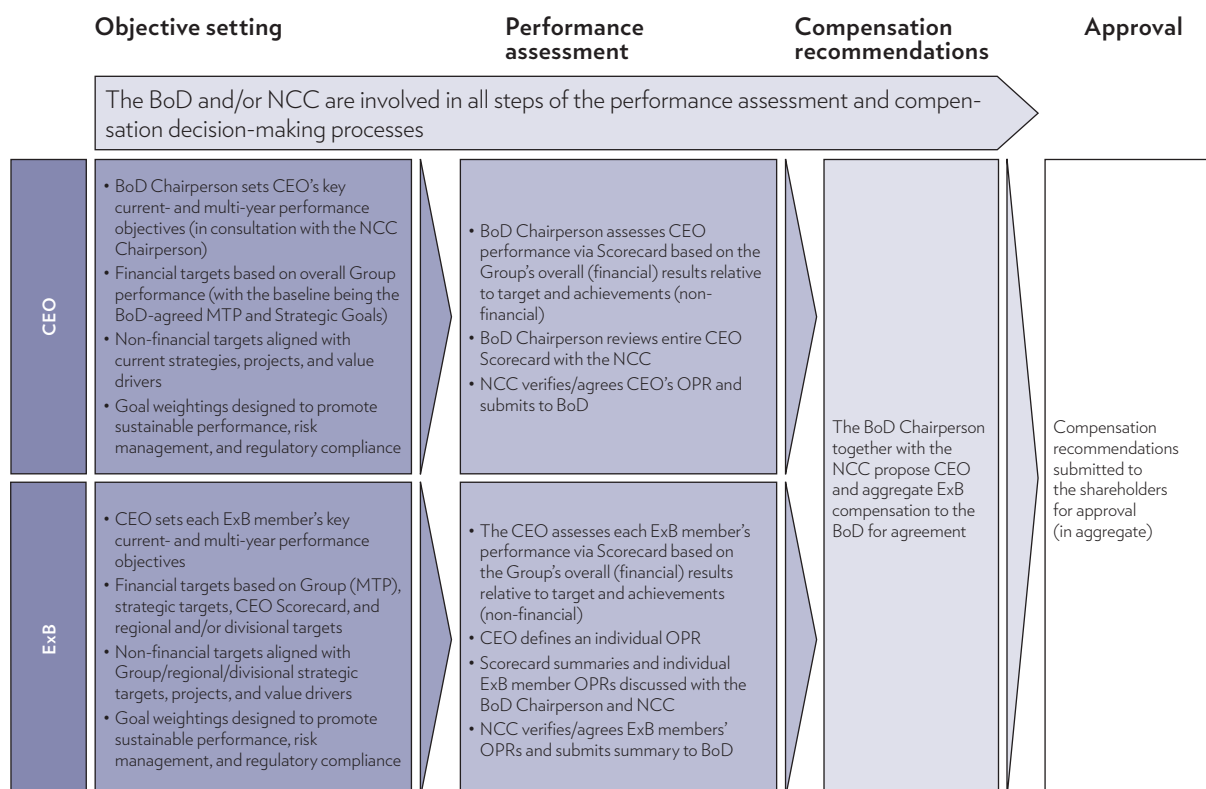 Objective setting
Performance
assessment
Compensation
recommendations
Approval
The BoD and/or NCC are involved in all steps of the performance assessment and compen-
sation decision-making processes
CEO
• BoD Chairperson sets CEO's key
current- and multi-year performance
objectives (in consultation with the NCC
Chairperson)
• Financial targets based on overall Group
performance (with the baseline being the
BoD-agreed MTP and Strategic Goals)
• Non-financial targets aligned with
current strategies, projects, and value
drivers
• Goal weightings designed to promote
sustainable performance, risk
management, and regulatory compliance
• BoD Chairperson assesses CEO
performance via Scorecard based on the
Group's overall (financial) results relative
to target and achievements (non-
financial)
• BoD Chairperson reviews entire CEO
Scorecard with the NCC
• NCC verifies/agrees CEO's OPR and
submits to BoD
ExB
• CEO sets each ExB member's key
current- and multi-year performance
objectives
• Financial targets based on Group (MTP),
strategic targets, CEO Scorecard, and
regional and/or divisional targets
• Non-financial targets aligned with
Group/regional/divisional strategic
targets, projects, and value drivers
• Goal weightings designed to promote
sustainable performance, risk
management, and regulatory compliance
• The CEO assesses each ExB member's
performance via Scorecard based on
the Group's overall (financial) results
relative to target and achievements
(non-financial)
• CEO defines an individual OPR
• Scorecard summaries and individual
ExB member OPRs discussed with the
BoD Chairperson and NCC
• NCC verifies/agrees ExB members'
OPRs and submits summary to BoD
The BoD Chairperson
together with the
NCC propose CEO
and aggregate ExB
compensation to the
BoD for agreement
Compensation
recommendations
submitted to
the shareholders
for approval
(in aggregate)